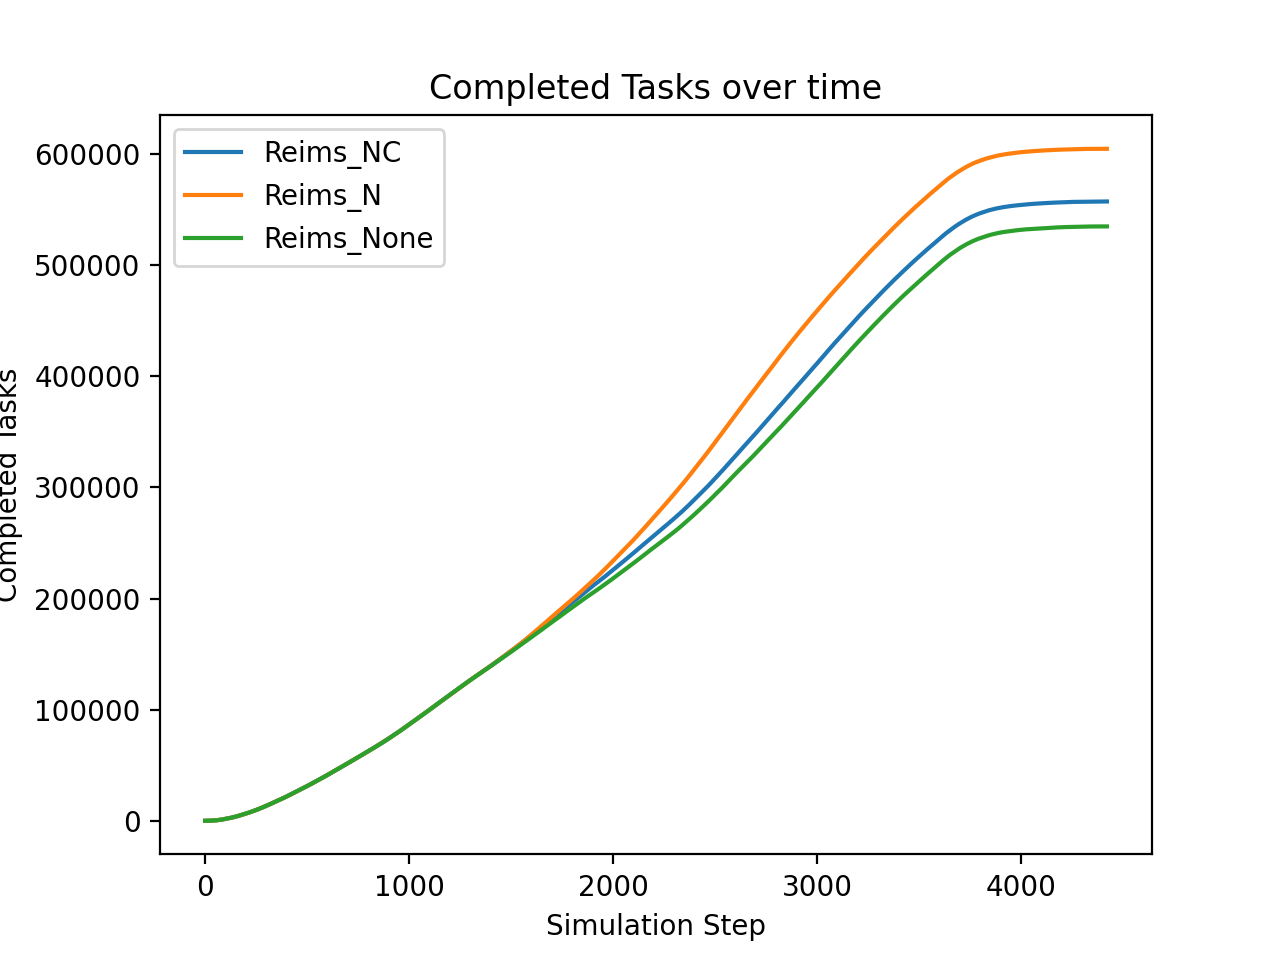 Completed Tasks over time
Reims_NC
Reims_N
Reims_None
600000
500000
400000
300000
200000
100000
0
Completed Tasks
0 1000 2000 3000 4000
Simulation Step